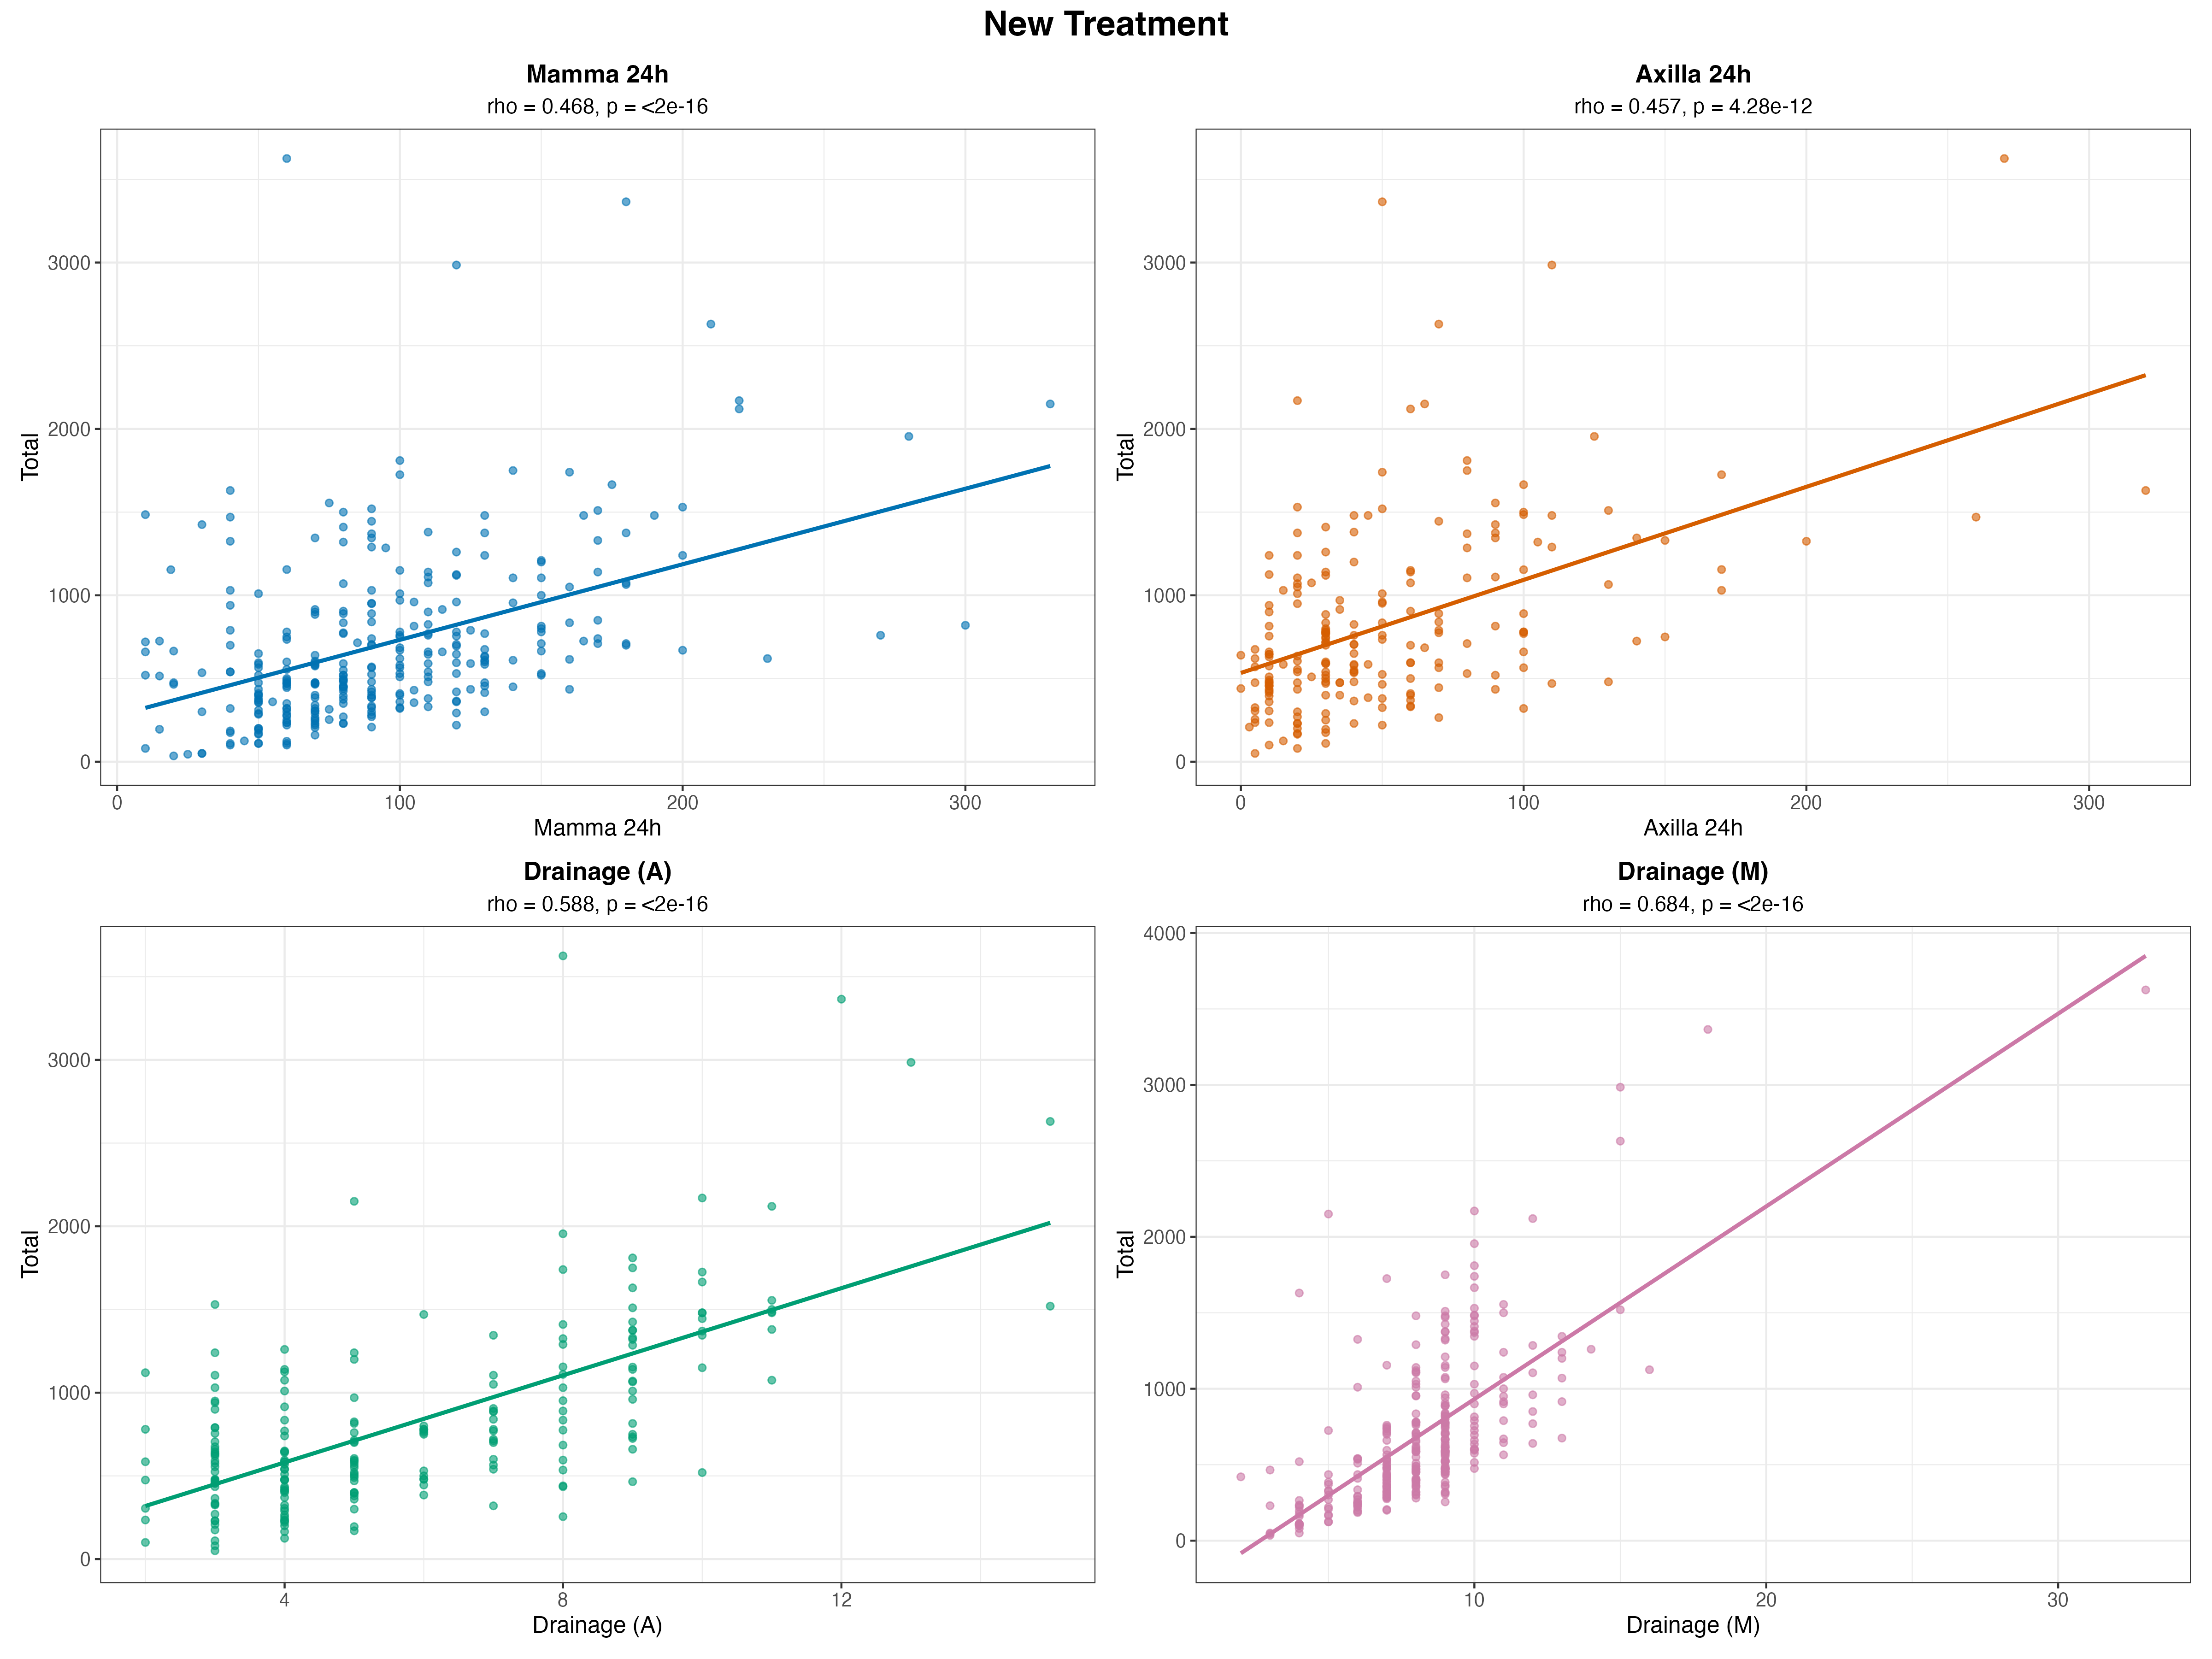 New Treatment
Mamma 24h
rho = 0.468, p = <2e-16
3000
2000
1000
0
Total
0 100 200 300
Mamma 24h
Axilla 24h
rho = 0.457, p = 4.28e-12
3000
2000
1000
0
Total
0 100 200 300
Axilla 24h
Drainage (A)
rho = 0.588, p = <2e-16
3000
2000
1000
0
Total
4 8 12
Drainage (A)
Drainage (M)
rho = 0.684, p = <2e-16
4000
3000
2000
1000
0
Total
10 20 30
Drainage (M)